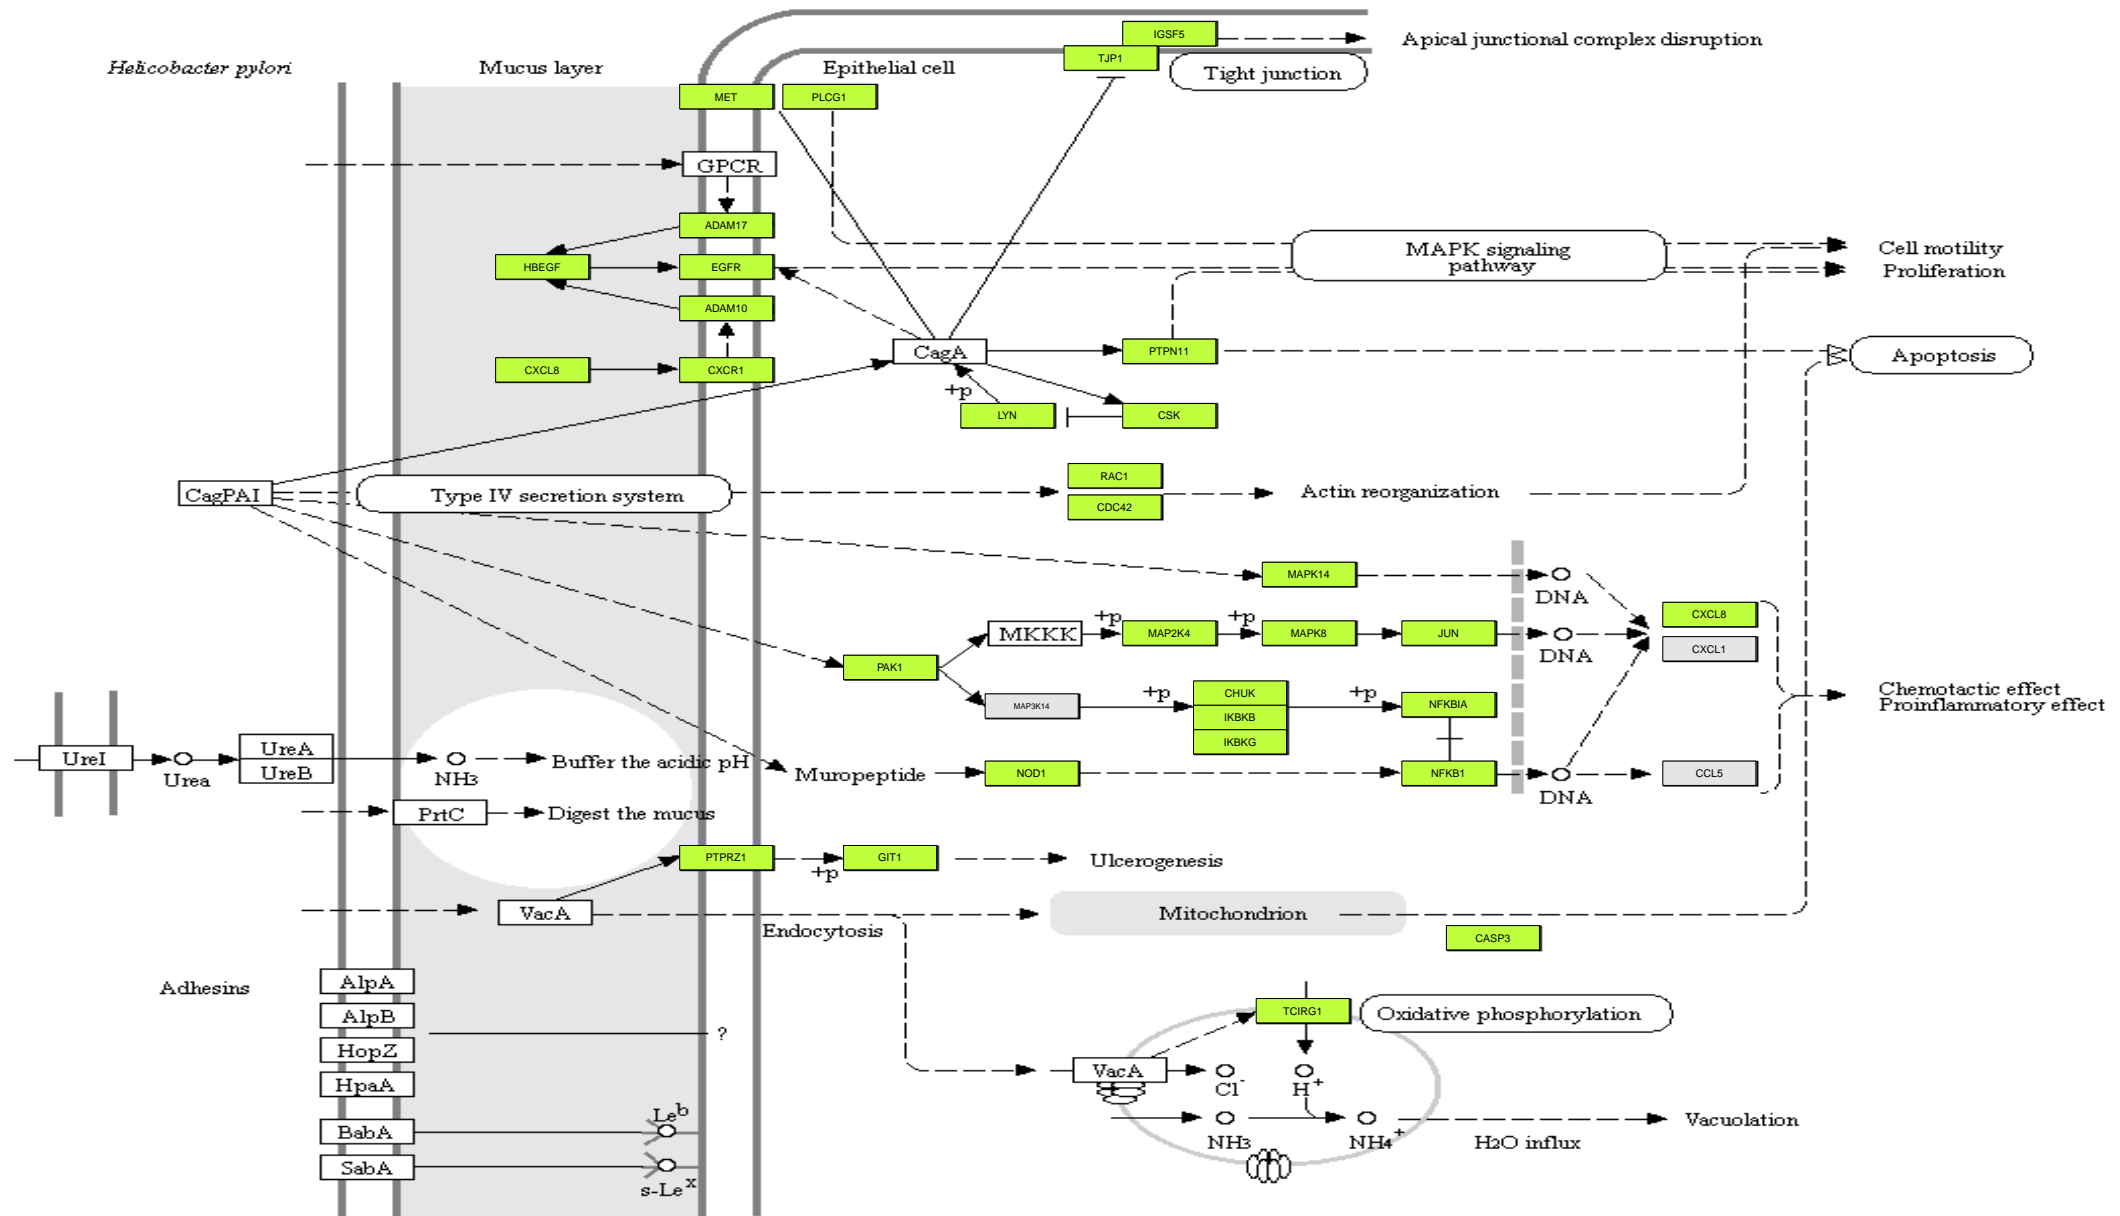 IGSF5
Apical junctional complex disruption
TJP1
Helicobacter pylori
Mucus layer
Epithelial cell
Tight junction
MET
PLCG1
GPCR
ADAM17
MAPK signaling
pathway
Cell motility
Proliferation
HBEGF
EGFR
ADAM10
CagA
PTPN11
Apoptosis
CXCL8
CXCR1
+p
LYN
CSK
RAC1
CagPAI
Type IV secretion system
Actin reorganization
CDC42
MAPK14
DNA
CXCL8
+p
+p
MKKK
MAP2K4
MAPK8
JUN
DNA
CXCL1
PAK1
MAP3K14
+p
CHUK
IKBKB
IKBKG
+p
NFKBIA
Chemotactic effect
Proinflammatory effect
UreI
Urea
UreA
UreB
NH3
Buffer the acidic pH
Muropeptide
NOD1
NFKB1
DNA
CCL5
PrtC
Digest the mucus
PTPRZ1
+p
GIT1
Ulcerogenesis
VacA
Endocytosis
Mitochondrion
CASP3
Adhesins
AlpA
AlpB
HopZ
HpaA
BabA
SabA
?
Leb
s-Lex
TCIRG1
Oxidative phosphorylation
VacA
Cl-
H+
NH3
NH4+
H2O influx
Vacuolation